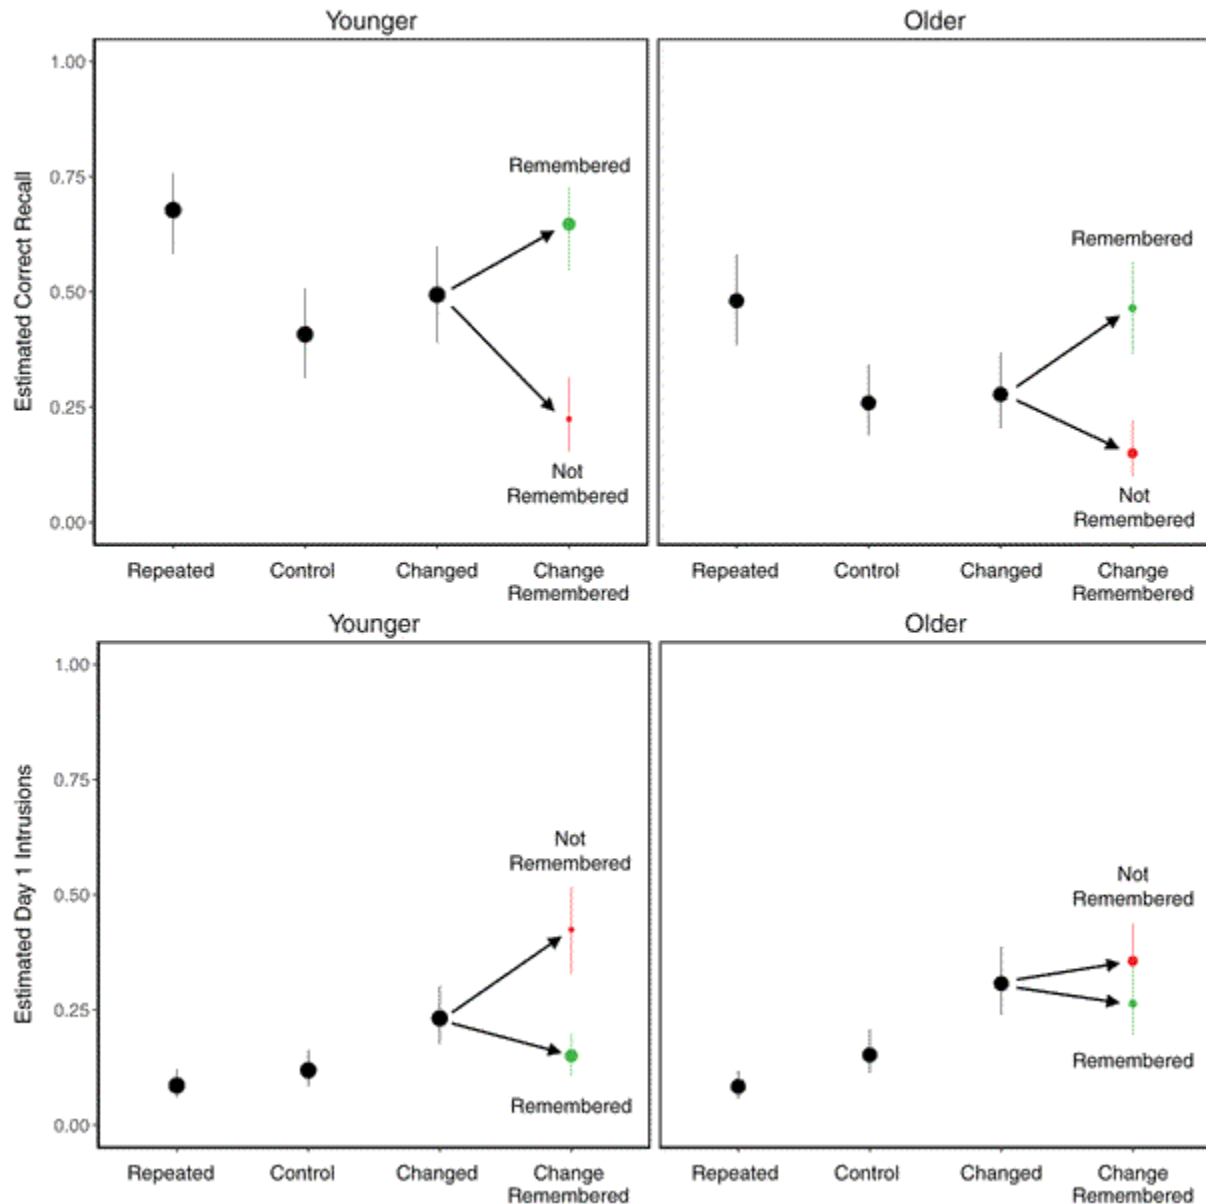 Younger
Older
Estimated Correct Recall
1.00
0.75
0.50
0.25
0.00
Remembered
Not
Remembered
Remembered
Not
Remembered
Repeated
Control
Changed
Change
Remembered
Repeated
Control
Changed
Change
Remembered
Younger
Older
Estimated Day 1 Intrusions
1.00
0.75
0.50
0.25
0.00
Not
Remembered
Remembered
Not
Remembered
Remembered
Repeated
Control
Changed
Change
Remembered
Repeated
Control
Changed
Change
Remembered